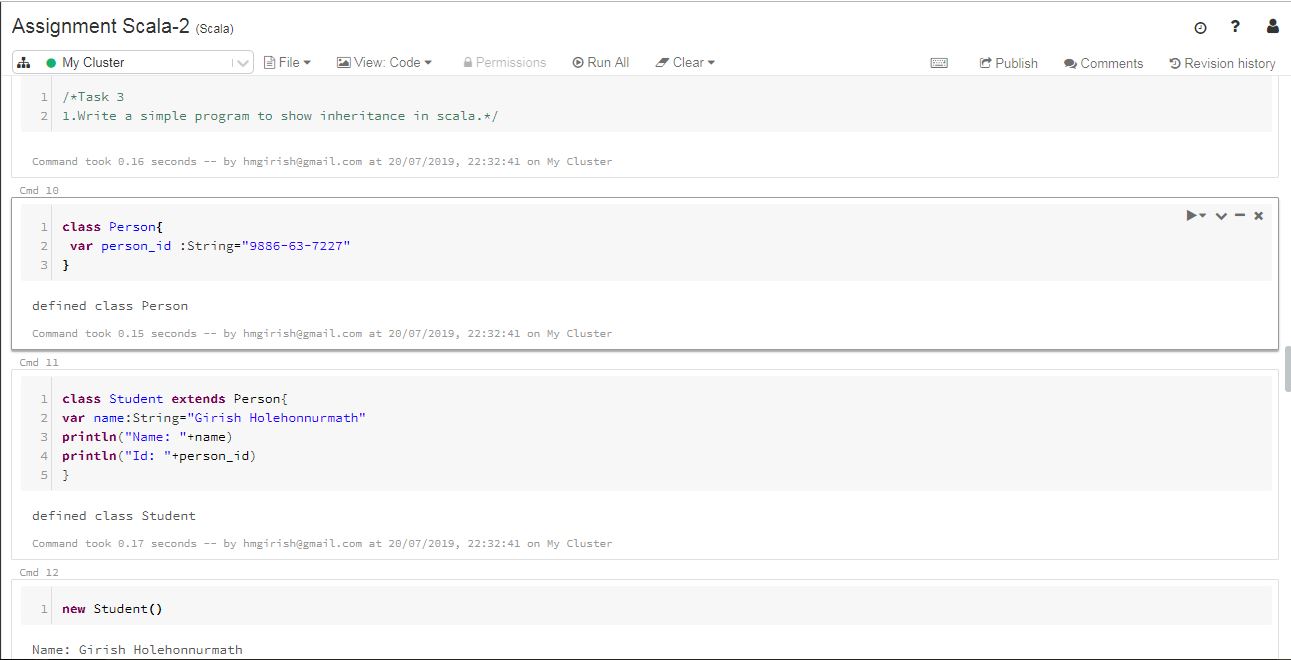 Assignment Scala-2 (Scala)
?
My Cluster File View: Code Permissions Run All Clear Publish Comments Revision history
1 /*Task 3
2 1.Write a simple program to show inheritance in scala.*/
Command took 0.16 seconds -- by hmgirish@gmail.com at 20/07/2019, 22:32:41 on My Cluster
Cmd 10
1 class Person{
2 var person_id :String="9886-63-7227"
3 }
defined class Person
Command took 0.15 seconds -- by hmgirish@gmail.com at 20/07/2019, 22:32:41 on My Cluster
Cmd 11
1 class Student extends Person{
2 var name:String="Girish Holehonnurmath"
3 println("Name: "+name)
4 println("Id: "+person_id)
5 }
defined class Student
Command took 0.17 seconds -- by hmgirish@gmail.com at 20/07/2019, 22:32:41 on My Cluster
Cmd 12
1 new Student()
Name: Girish Holehonnurmath